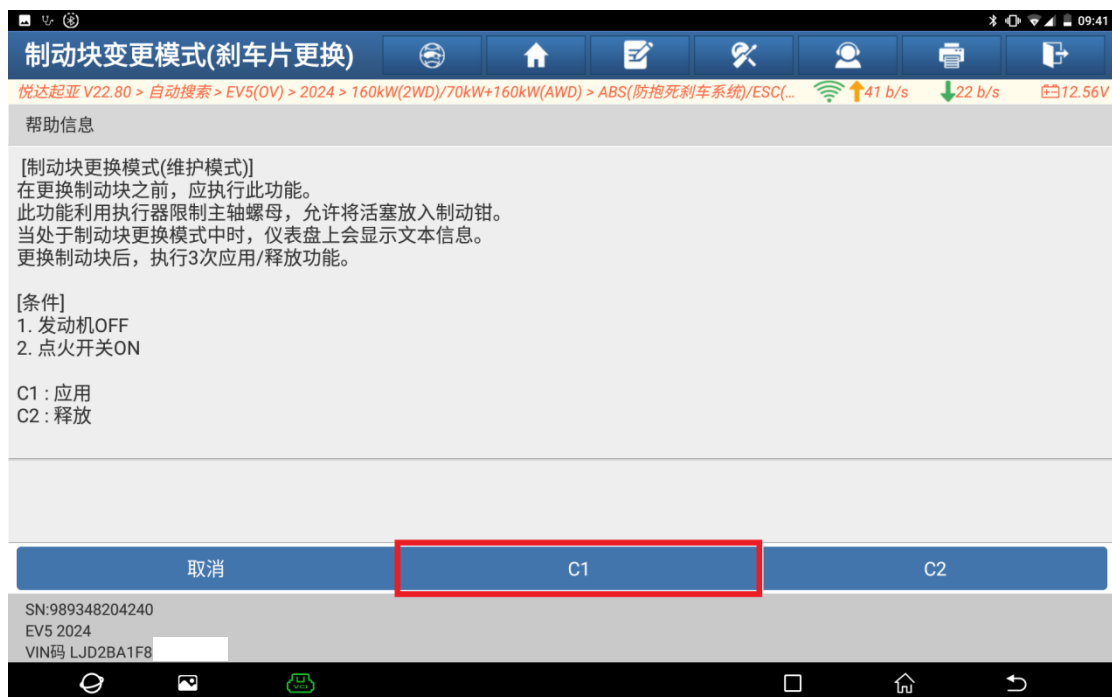 09:41
制动块变更模式(刹车片更换)
悦达起亚 V22.80 > 自动搜索 > EV5(OV) > 2024 > 160kW(2WD)/70kW+160kW(AWD) > ABS(防抱死刹车系统)/ESC(... 41 b/s 22 b/s 12.56V
帮助信息
[制动块更换模式(维护模式)]
在更换制动块之前，应执行此功能。
此功能利用执行器限制主轴螺母，允许将活塞放入制动钳。
当处于制动块更换模式中时，仪表盘上会显示文本信息。
更换制动块后，执行3次应用/释放功能。
[条件]
1. 发动机OFF
2. 点火开关ON
C1 : 应用
C2 : 释放
取消 C1 C2
SN:989348204240
EV5 2024
VIN码 LJD2BA1F8
VCI